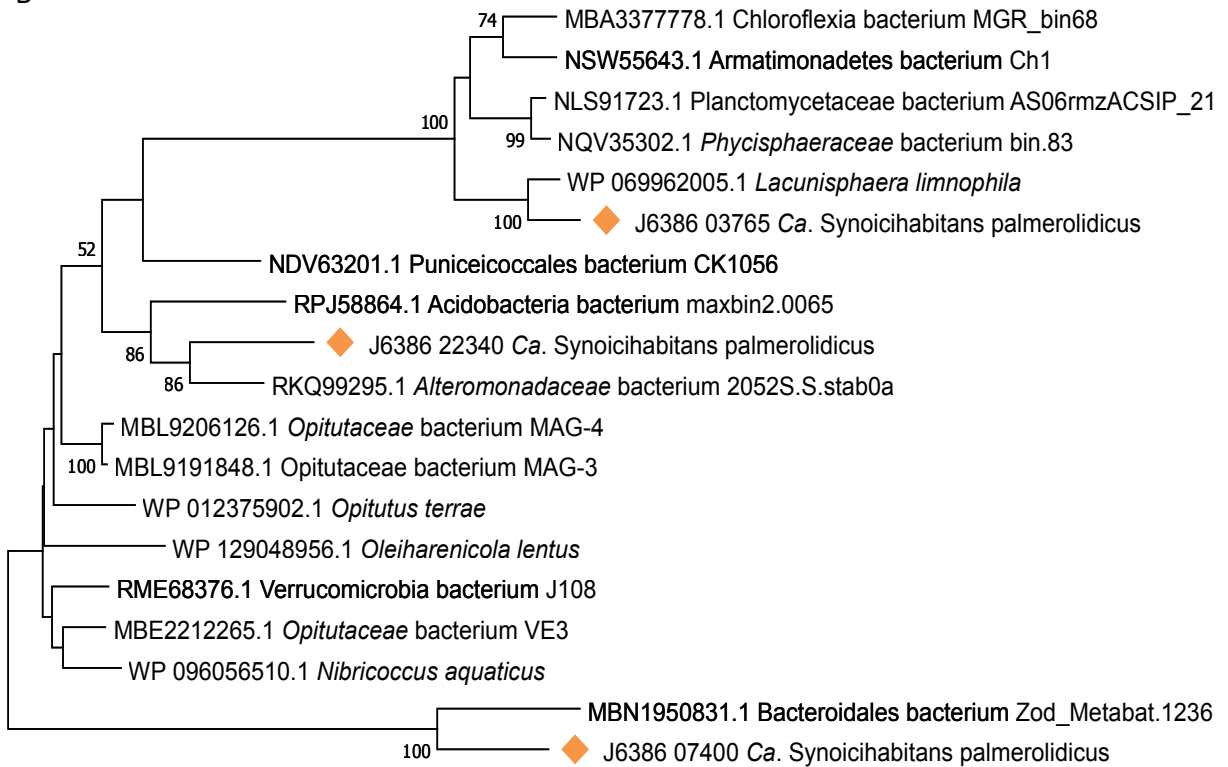 74
MBA3377778.1 Chloroflexia bacterium MGR_bin68
NSW55643.1 Armatimonadetes bacterium Ch1
NLS91723.1 Planctomycetaceae bacterium AS06rmzACSIP_21
100
99
NQV35302.1 Phycisphaeraceae bacterium bin.83
WP 069962005.1 Lacunisphaera limnophila
100
J6386 03765 Ca. Synoicihabitans palmerolidicus
52
NDV63201.1 Puniceicoccales bacterium CK1056
RPJ58864.1 Acidobacteria bacterium maxbin2.0065
86
J6386 22340 Ca. Synoicihabitans palmerolidicus
86
RKQ99295.1 Alteromonadaceae bacterium 2052S.S.stab0a
MBL9206126.1 Opitutaceae bacterium MAG-4
100
MBL9191848.1 Opitutaceae bacterium MAG-3
WP 012375902.1 Opitutus terrae
WP 129048956.1 Oleiharenicola lentus
RME68376.1 Verrucomicrobia bacterium J108
MBE2212265.1 Opitutaceae bacterium VE3
WP 096056510.1 Nibricoccus aquaticus
MBN1950831.1 Bacteroidales bacterium Zod_Metabat.1236
100
J6386 07400 Ca. Synoicihabitans palmerolidicus